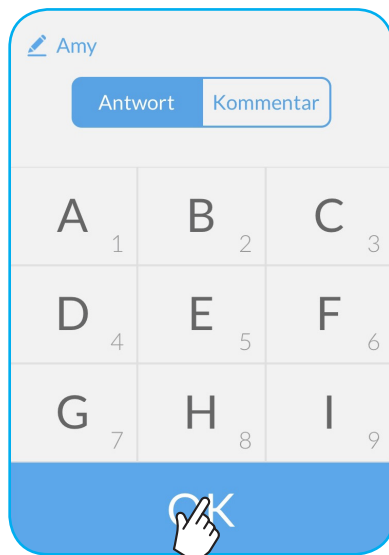 Amy
Antwort Kommentar
A 1 B 2 C 3
D 4 E 5 F 6
G 7 H 8 I 9
OK